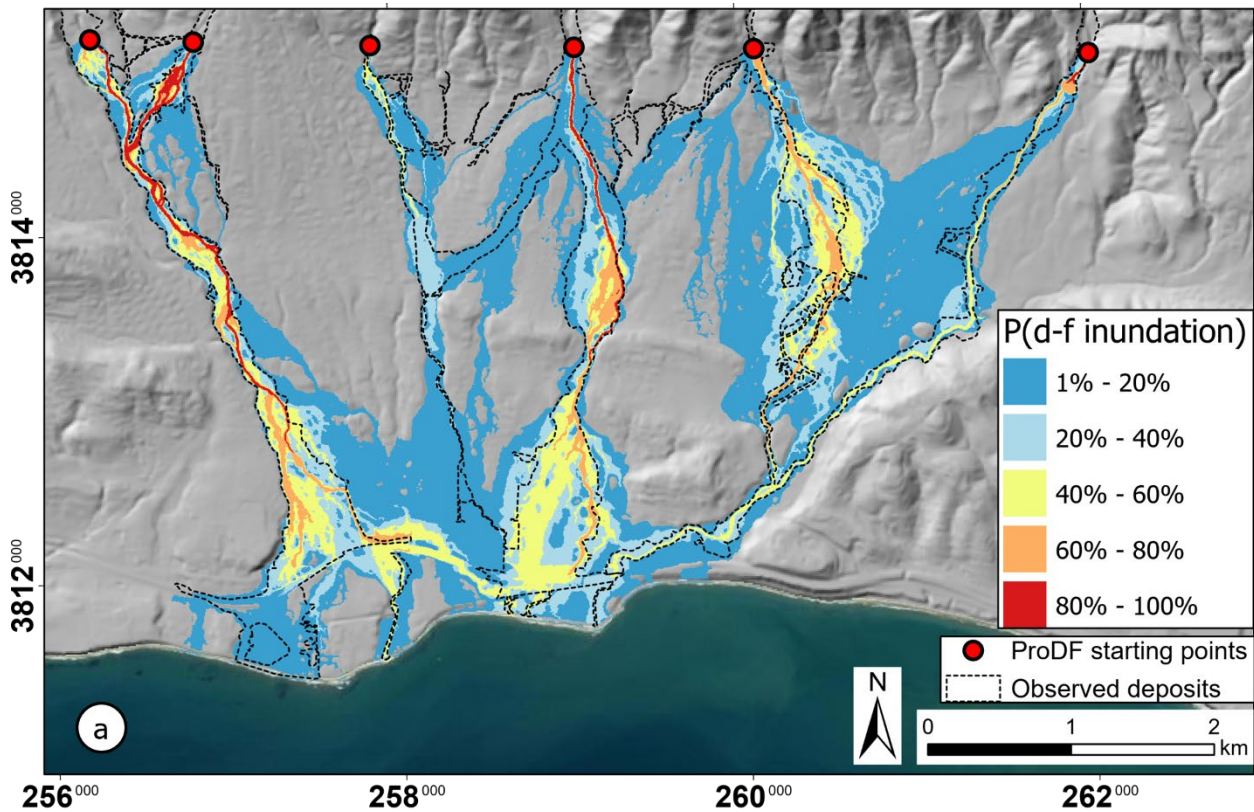 3814000
3812000
P(d-f inundation)
1% - 20%
20% - 40%
40% - 60%
60% - 80%
80% - 100%
ProDF starting points
Observed deposits
N
0 1 2
km
a
256000 258000 260000 262000